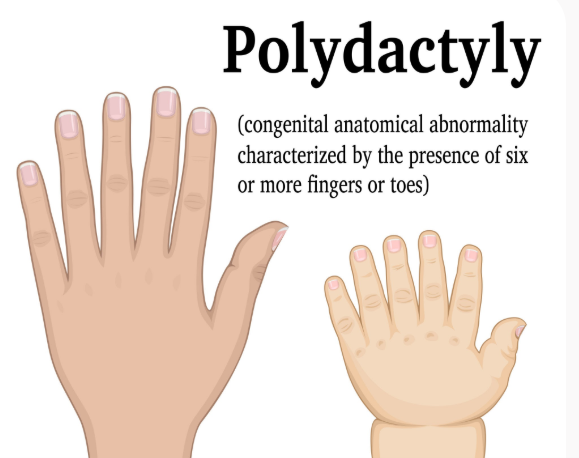 Polydactyly
(congenital anatomical abnormality
characterized by the presence of six
or more fingers or toes)